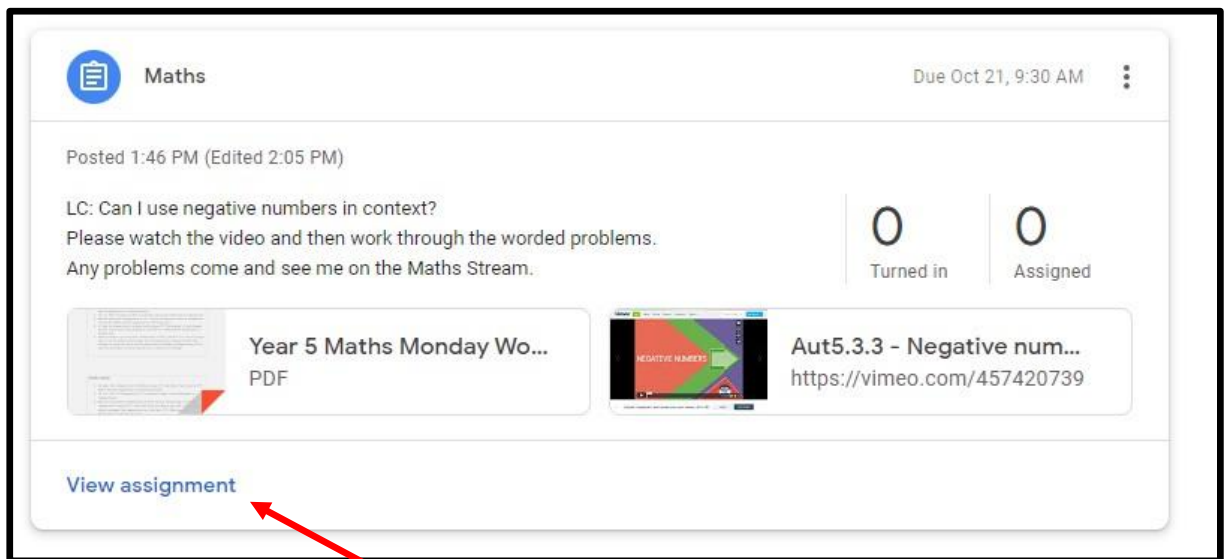 Maths
Due Oct 21, 9:30 AM
Posted 1:46 PM (Edited 2:05 PM)
LC: Can I use negative numbers in context?
Please watch the video and then work through the worded problems.
Any problems come and see me on the Maths Stream.
0
Turned in
0
Assigned
Year 5 Maths Monday Wo...
PDF
NEGATIVE NUMBERS
Aut5.3.3 - Negative num...
https://vimeo.com/457420739
View assignment